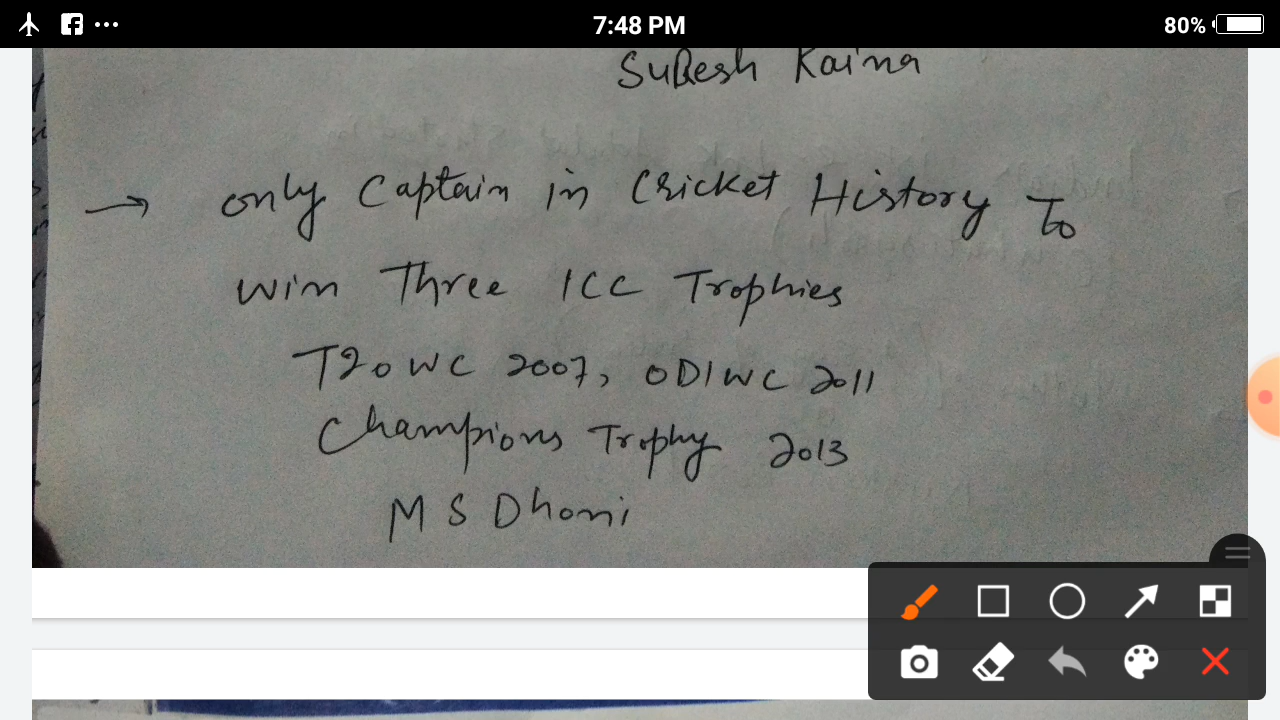 7:48 PM
80%
SuResh Raina
→ only Captain in Cricket History To
win Three ICC Trophies
T20WC 2007, ODIWC 2011
Champions Trophy 2013
M S Dhoni